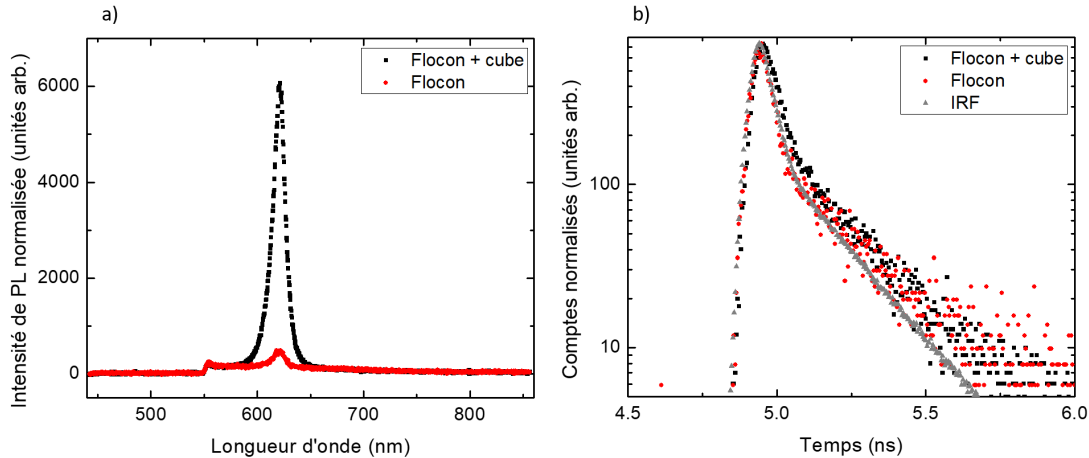 a)
Intensité de PL normalisée (unités arb.)
6000
4000
2000
0
500
600
700
800
Longueur d'onde (nm)
Flocon + cube
Flocon
b)
Comptes normalisés (unités arb.)
100
10
4.5
5.0
5.5
6.0
Temps (ns)
Flocon + cube
Flocon
IRF